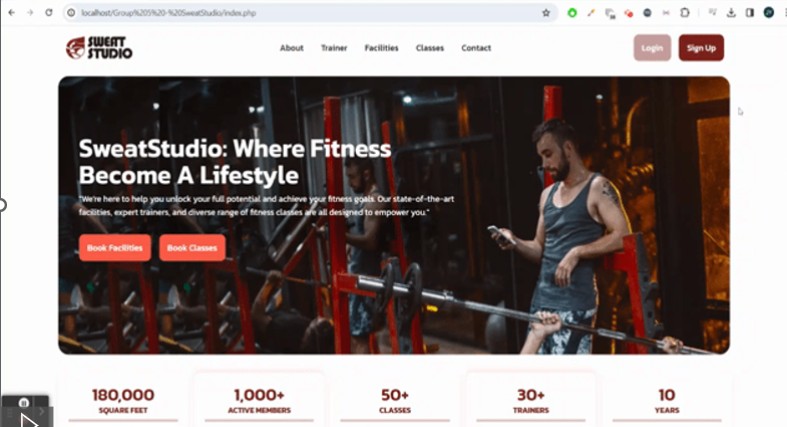 localhost/Group%205%20-%20SweatStudio/index.php
SWEAT
STUDIO
About Trainer Facilities Classes Contact
Login Sign Up
SweatStudio: Where Fitness
Become A Lifestyle
"We're here to help you unlock your full potential and achieve your fitness goals. Our state-of-the-art
facilities, expert trainers, and diverse range of fitness classes are all designed to empower you."
Book Facilities Book Classes
180,000 1,000+ 50+ 30+ 10
SQUARE FEET ACTIVE MEMBERS CLASSES TRAINERS YEARS